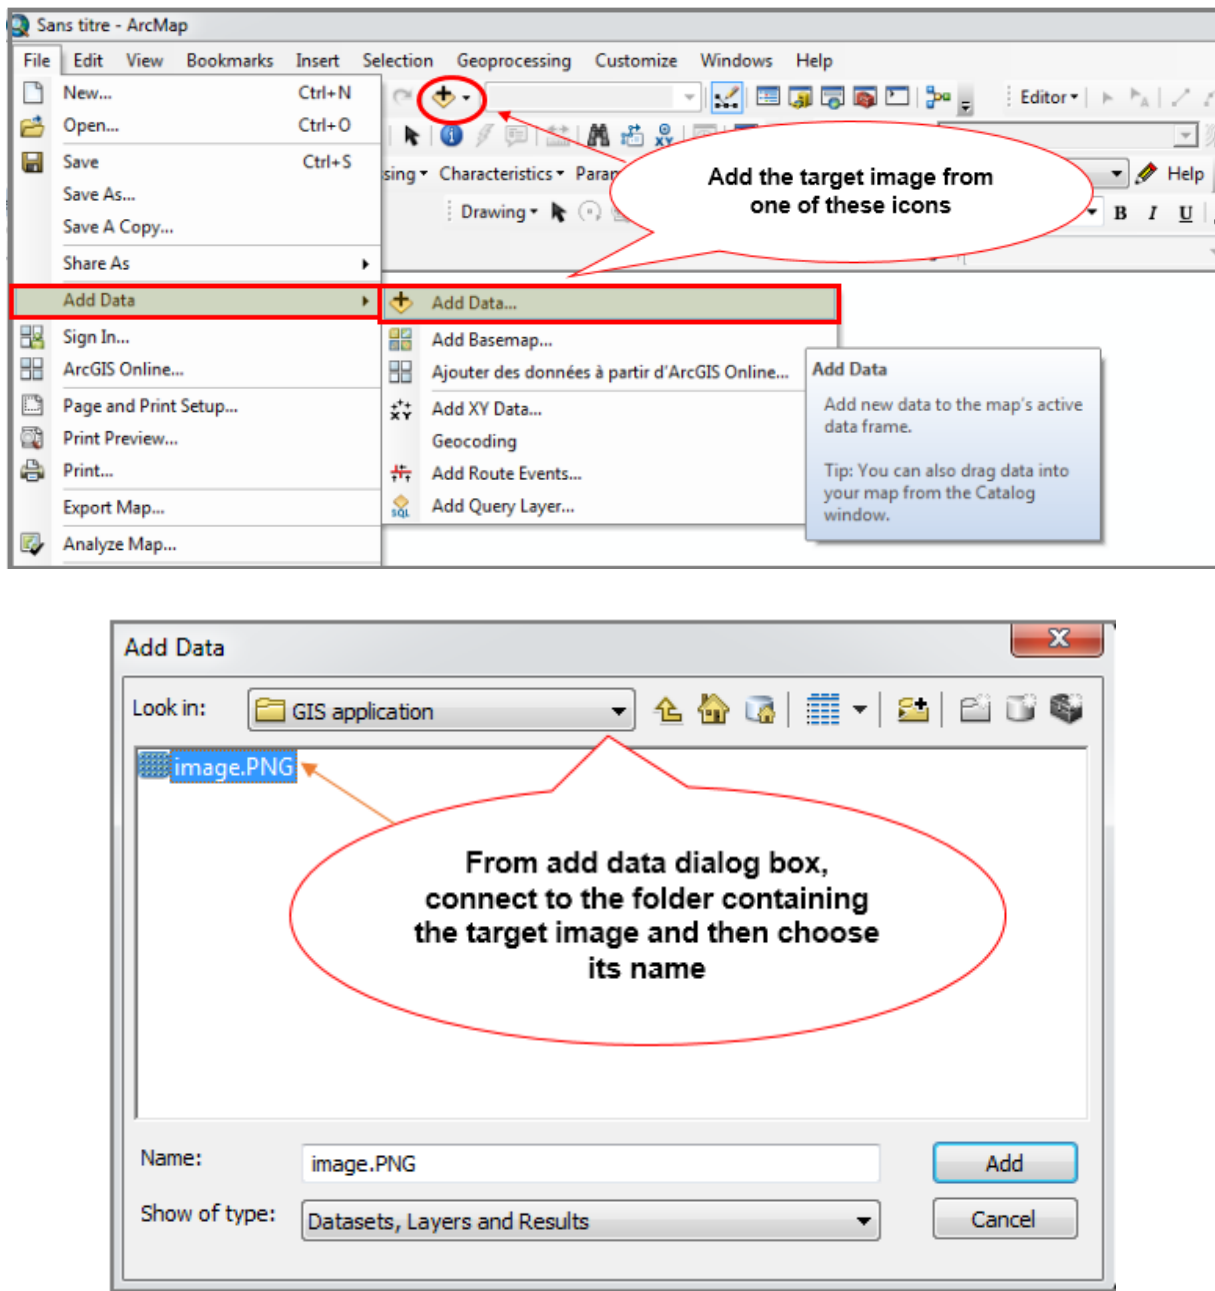 Sans titre - ArcMap
File Edit View Bookmarks Insert Selection Geoprocessing Customize Windows Help
New... Ctrl+N
Editor
Open... Ctrl+O
Save Ctrl+S
Characteristics
Help
Save As...
Drawing
B I U
Save A Copy...
Add the target image from
one of these icons
Share As
Add Data
Sign In...
ArcGIS Online...
Page and Print Setup...
Print Preview...
Print...
Export Map...
Analyze Map...
Add Data...
Add Basemap...
Ajouter des données à partir d'ArcGIS Online...
XY
Add XY Data...
Geocoding
Add Route Events...
SQL
Add Query Layer...
Add Data
Add new data to the map's active
data frame.
Tip: You can also drag data into
your map from the Catalog
window.
Add Data
Look in: GIS application
image.PNG
From add data dialog box,
connect to the folder containing
the target image and then choose
its name
Name: image.PNG Add
Show of type: Datasets, Layers and Results Cancel